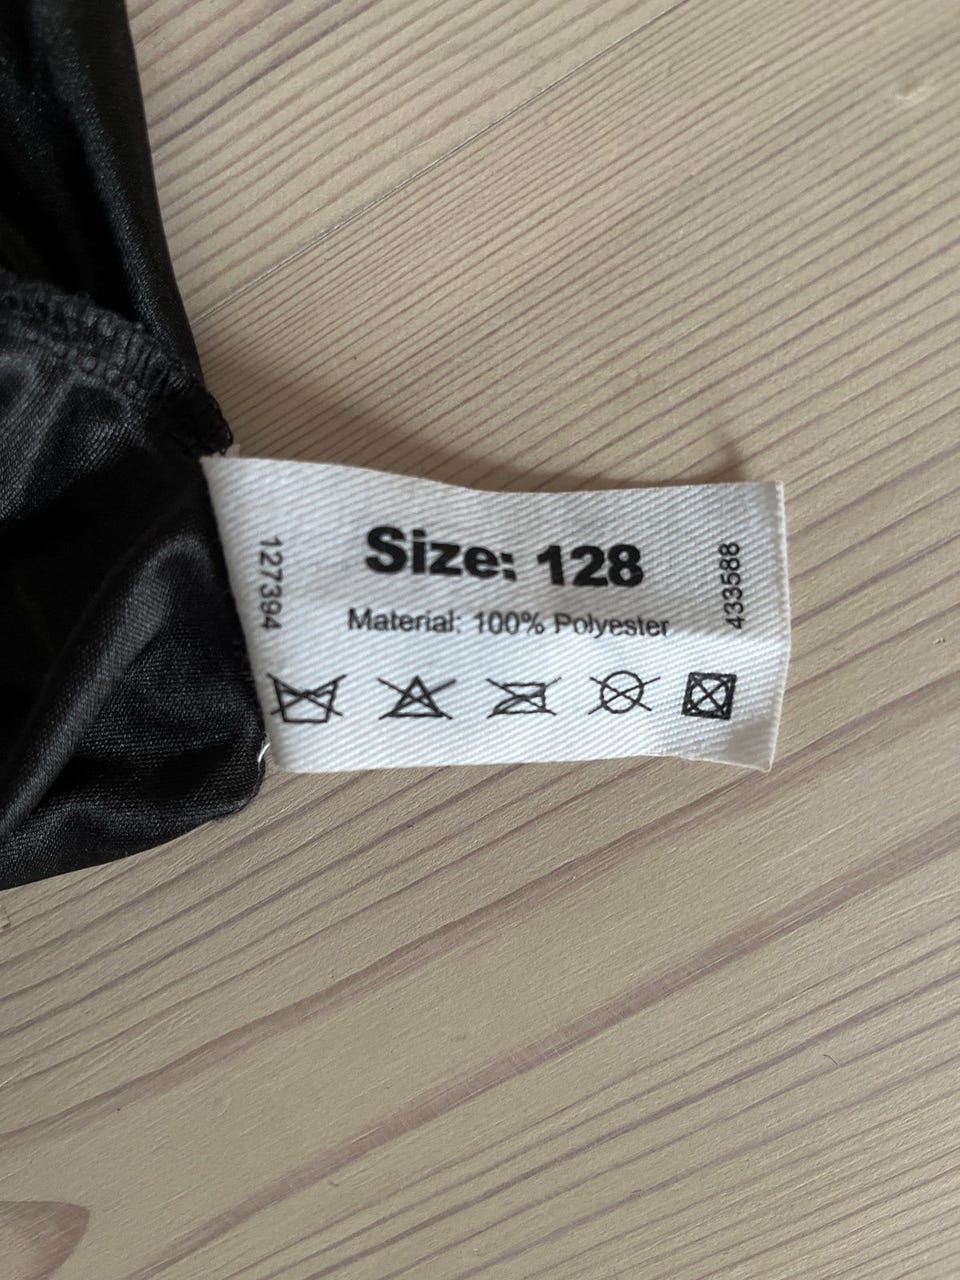 Size: 128
Material: 100% Polyester
127394
433588